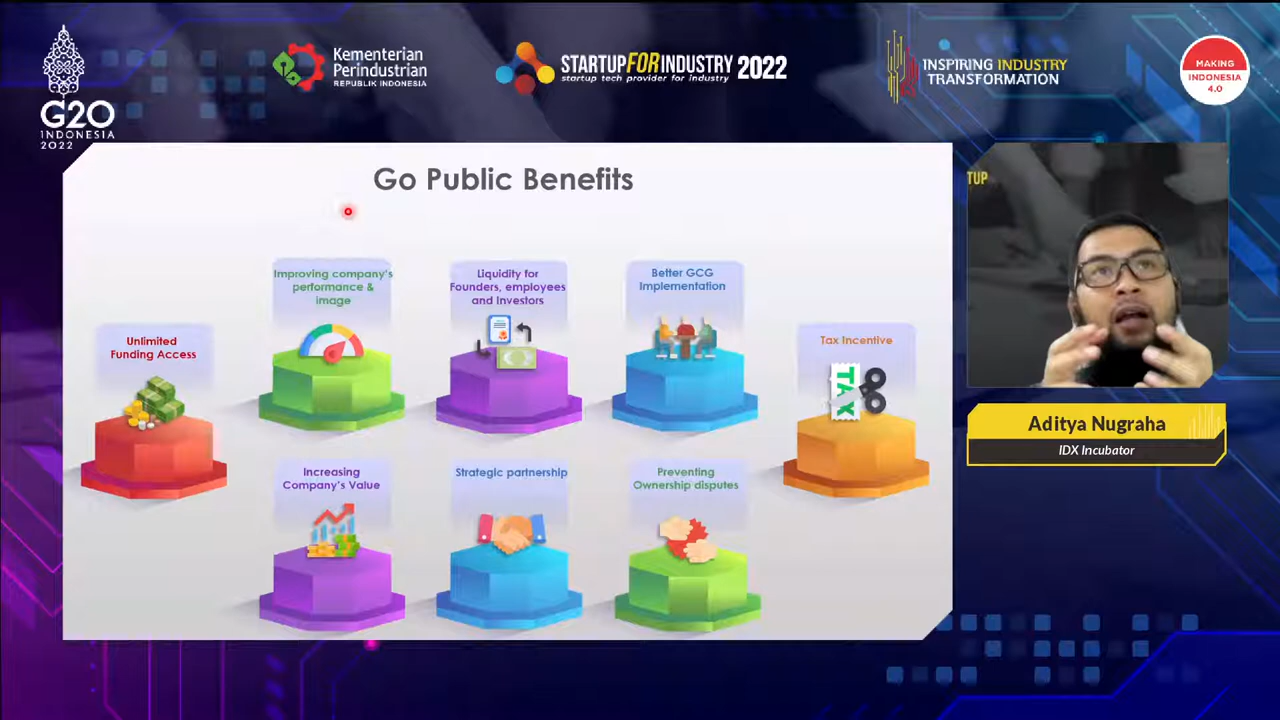 G20
INDONESIA
2022
Kementerian
Perindustrian
REPUBLIK INDONESIA
STARTUPFORINDUSTRY 2022
startup tech provider for industry
INSPIRING INDUSTRY
TRANSFORMATION
MAKING
INDONESIA
4.0
Go Public Benefits
Unlimited
Funding Access
Improving company's
performance &
image
Liquidity for
Founders, employees
and Investors
Better GCG
Implementation
Tax Incentive
TAX
Increasing
Company's Value
Strategic partnership
Preventing
Ownership disputes
TUP
Aditya Nugraha
IDX Incubator